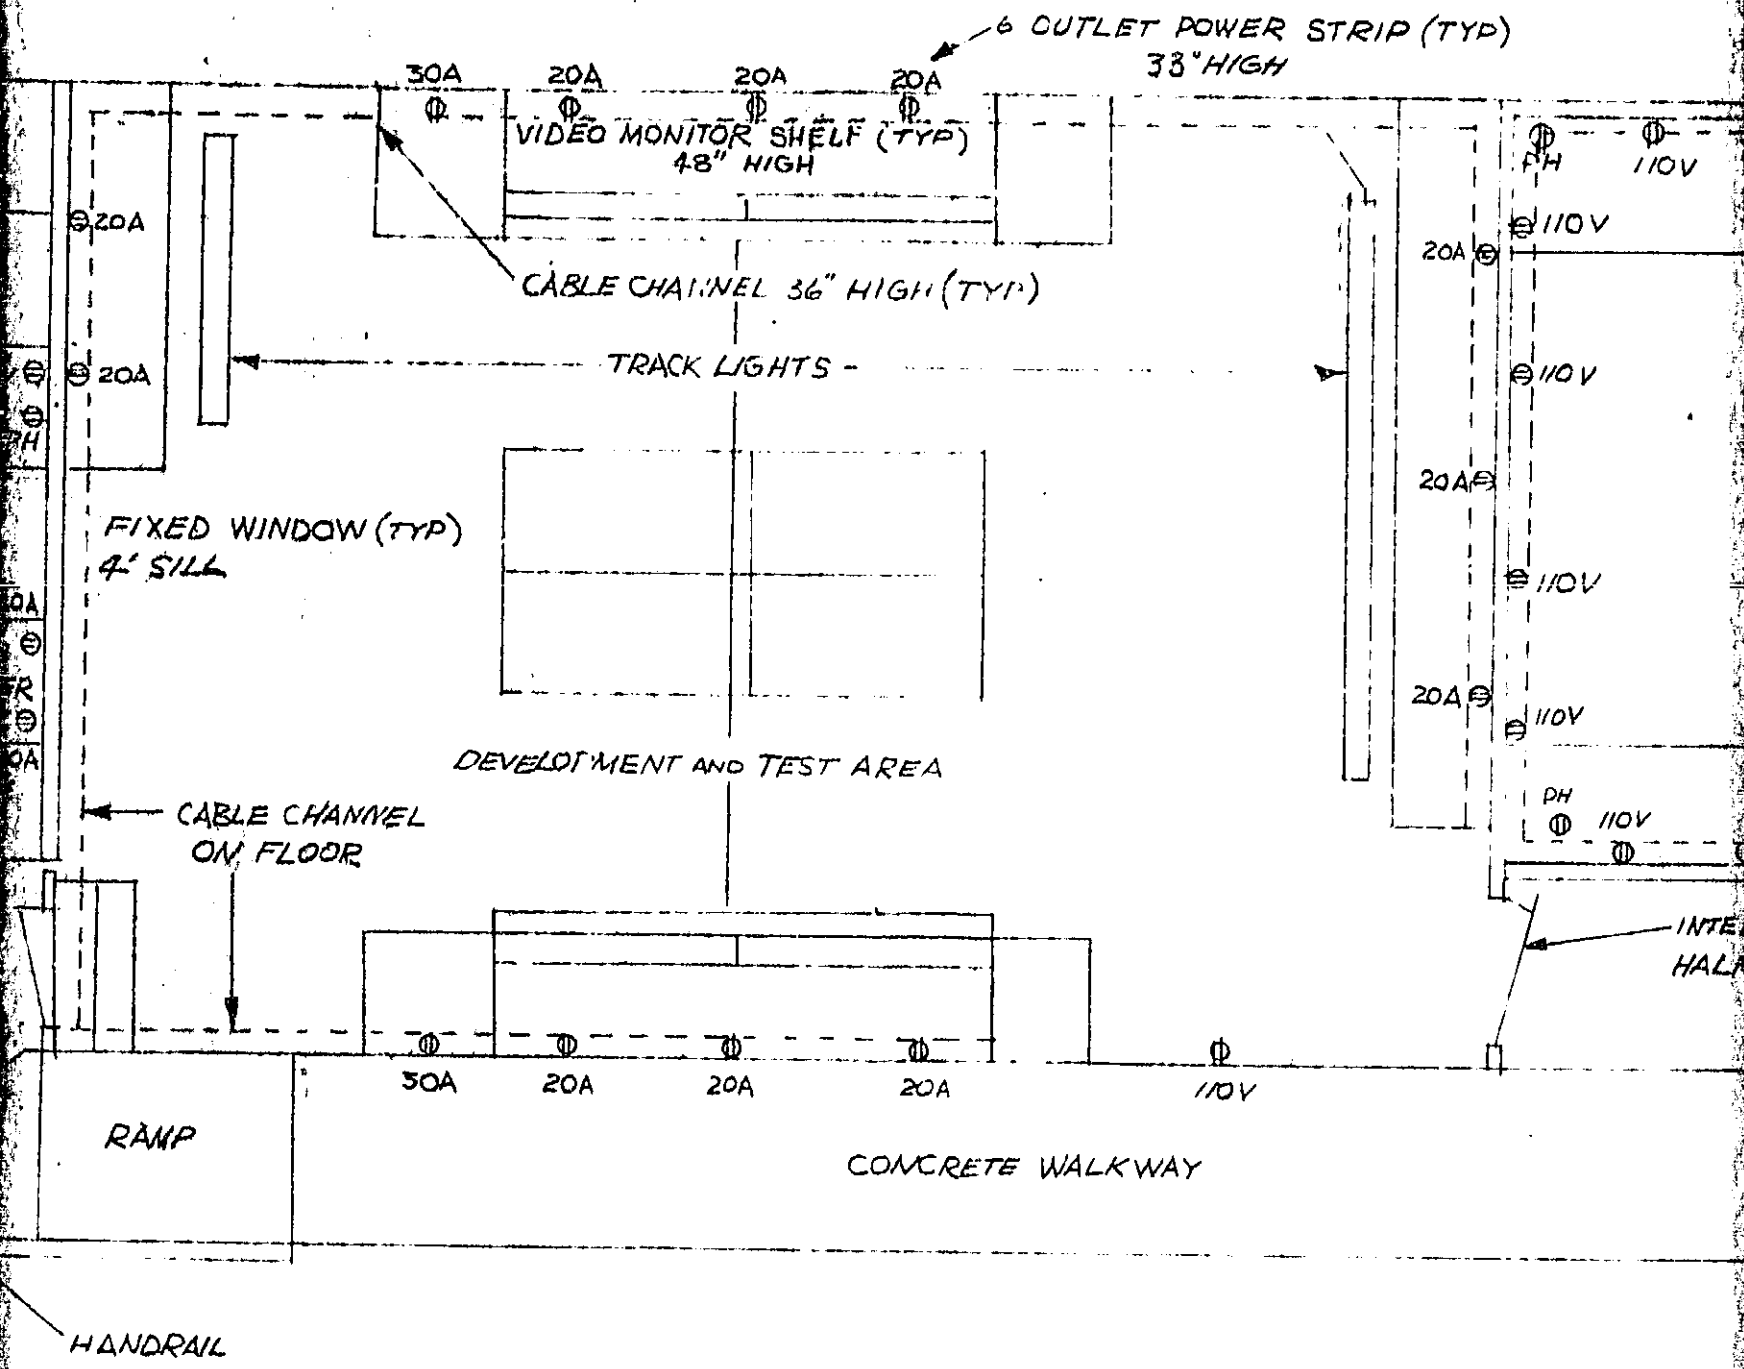 6 OUTLET POWER STRIP (TYP)
33" HIGH
30A 20A 20A 20A
VIDEO MONITOR SHELF (TYP)
48" HIGH
PH 110V
20A
110V
20A
CABLE CHANNEL 36" HIGH (TYP)
TRACK LIGHTS
20A
110V
PH
20A
FIXED WINDOW (TYP)
4' SILL
110V
20A
110V
DEVELOPMENT AND TEST AREA
PH
110V
CABLE CHANNEL
ON FLOOR
30A 20A 20A 20A 110V
RAMP
CONCRETE WALKWAY
HANDRAIL